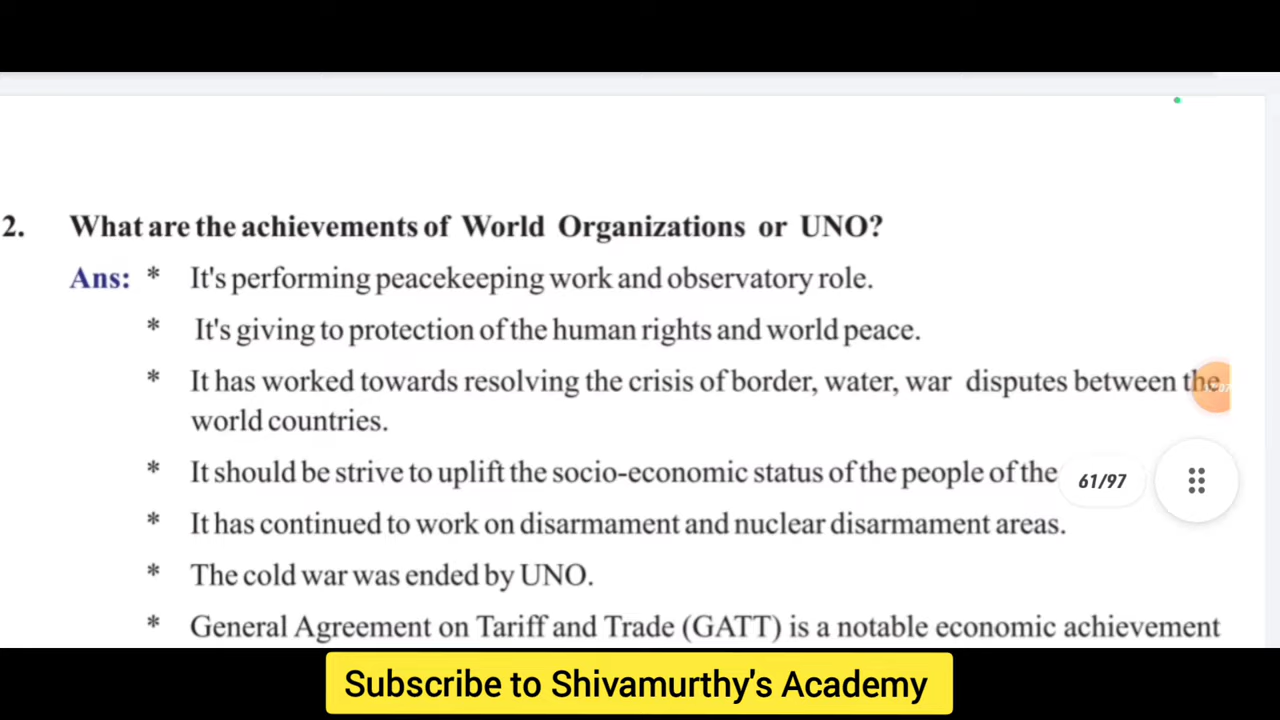 2. What are the achievements of World Organizations or UNO?
Ans: * It's performing peacekeeping work and observatory role.
* It's giving to protection of the human rights and world peace.
* It has worked towards resolving the crisis of border, water, war disputes between the
world countries.
* It should be strive to uplift the socio-economic status of the people of the
61/97
* It has continued to work on disarmament and nuclear disarmament areas.
* The cold war was ended by UNO.
* General Agreement on Tariff and Trade (GATT) is a notable economic achievement
Subscribe to Shivamurthy's Academy